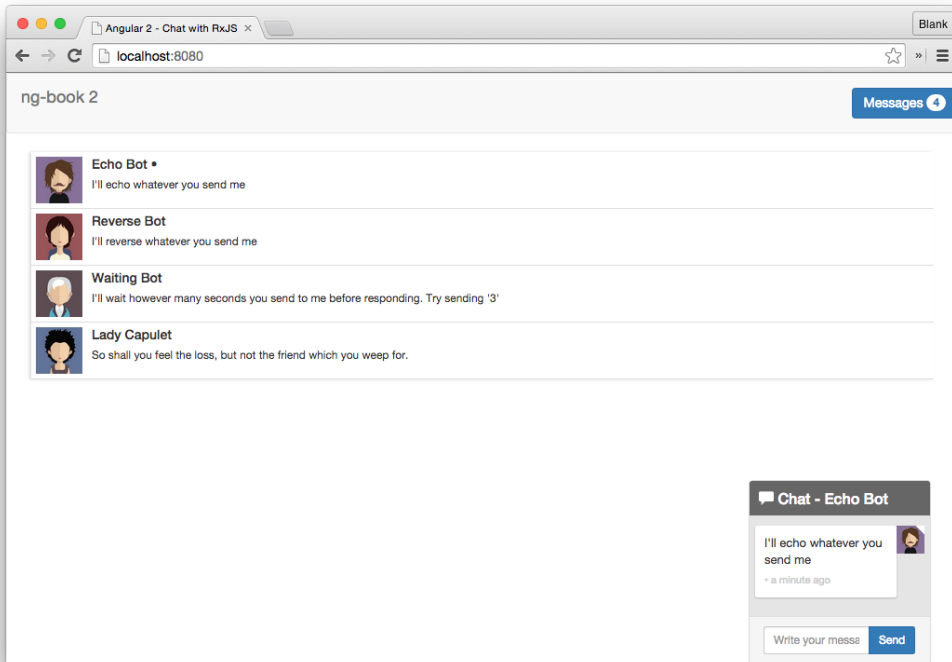 Angular 2 - Chat with RxJS
Blank
localhost:8080
ng-book 2
Messages 4
Echo Bot •
I'll echo whatever you send me
Reverse Bot
I'll reverse whatever you send me
Waiting Bot
I'll wait however many seconds you send to me before responding. Try sending '3'
Lady Capulet
So shall you feel the loss, but not the friend which you weep for.
Chat - Echo Bot
I'll echo whatever you
send me
• a minute ago
Write your messa
Send